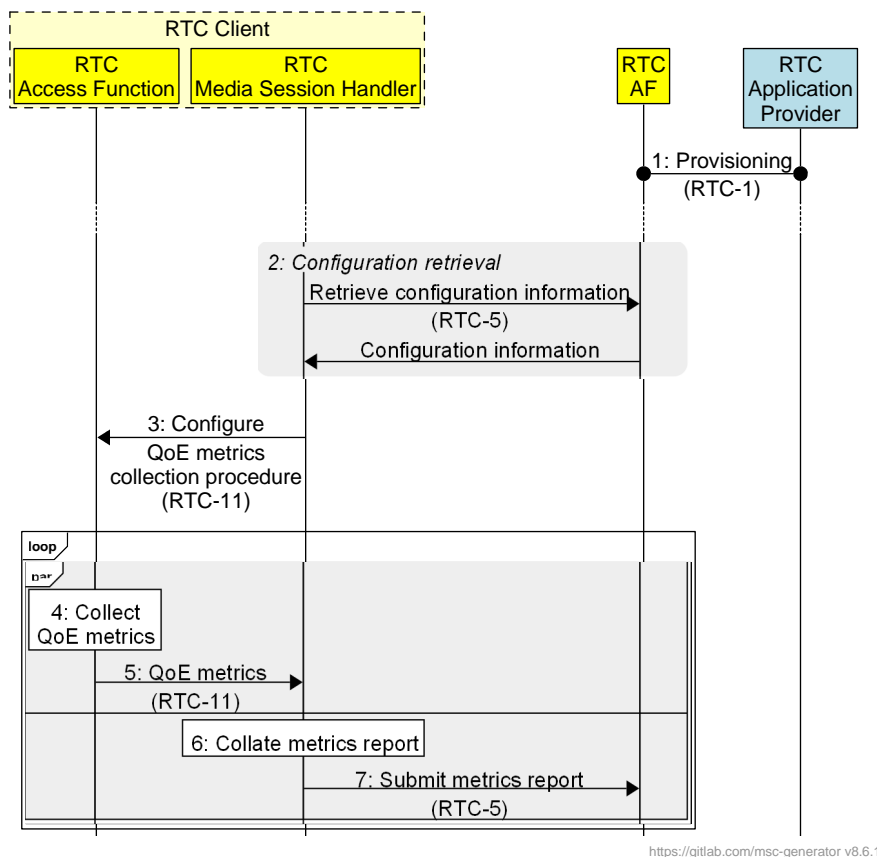 RTC Client
RTC
Access Function
RTC
Media Session Handler
RTC
AF
RTC
Application
Provider
1: Provisioning
(RTC-1)
2: Configuration retrieval
Retrieve configuration information
(RTC-5)
Configuration information
3: Configure
QoE metrics
collection procedure
(RTC-11)
loop
par
4: Collect
QoE metrics
5: QoE metrics
(RTC-11)
6: Collate metrics report
7: Submit metrics report
(RTC-5)
https://gitlab.com/msc-generator v8.6.1